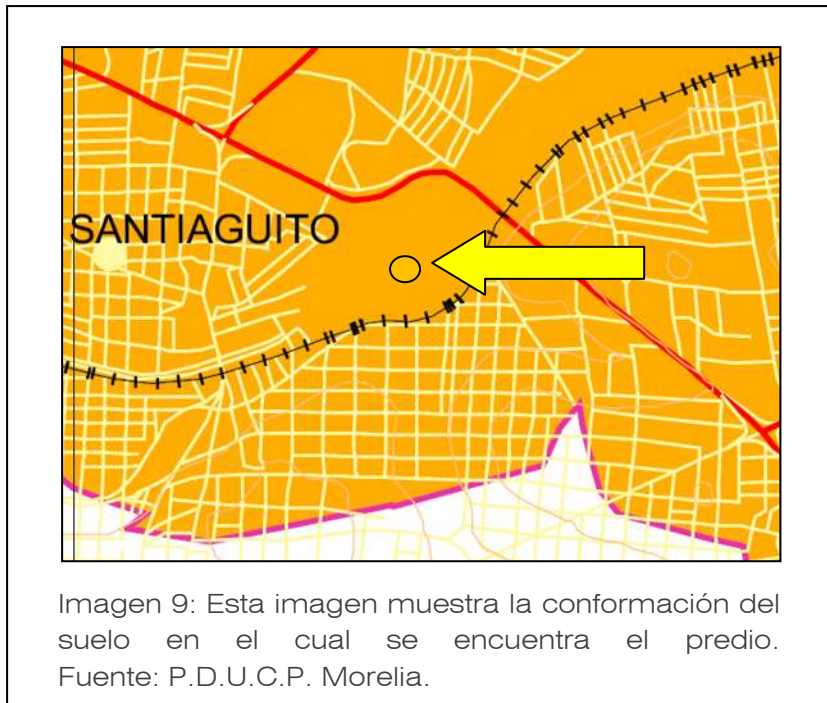 SANTIAGUITO
Imagen 9: Esta imagen muestra la conformación del
suelo en el cual se encuentra el predio.
Fuente: P.D.U.C.P. Morelia.